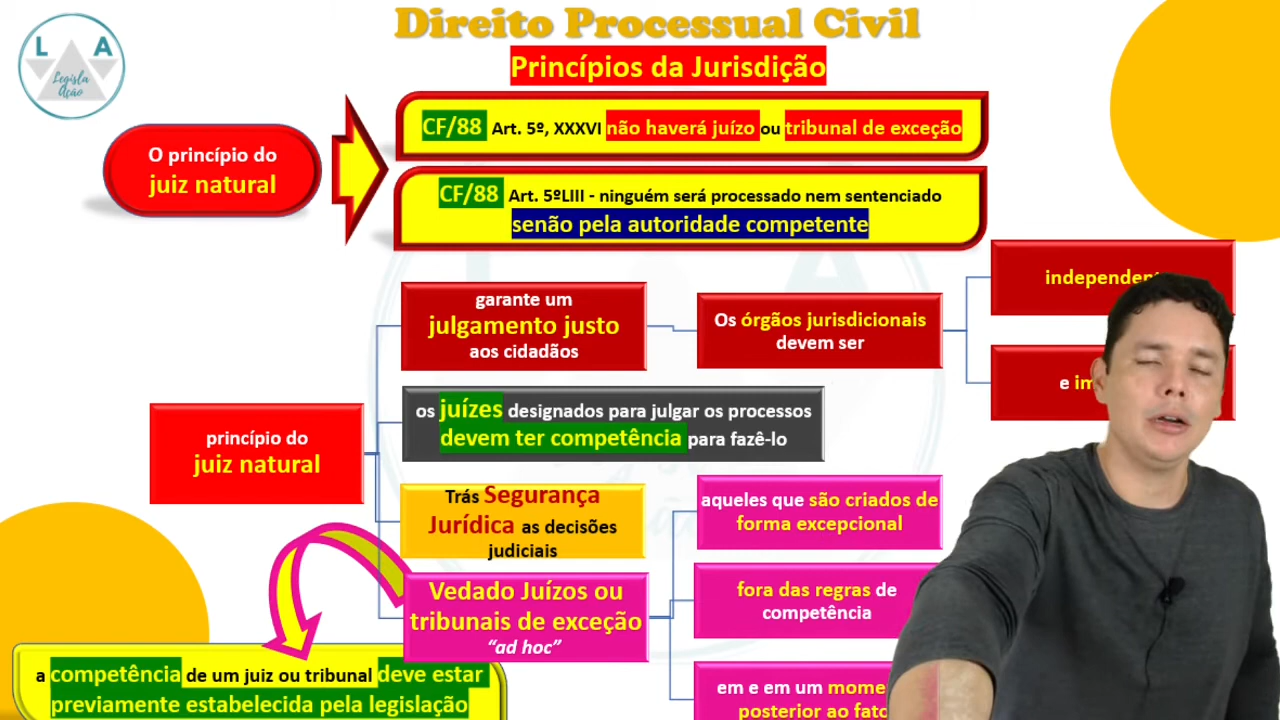 L A
Legisla
Ação
Direito Processual Civil
Princípios da Jurisdição
O princípio do
juiz natural
CF/88 Art. 5º, XXXVI não haverá juízo ou tribunal de exceção
CF/88 Art. 5ºLIII - ninguém será processado nem sentenciado
senão pela autoridade competente
princípio do
juiz natural
garante um
julgamento justo
aos cidadãos
Os órgãos jurisdicionais
devem ser
e
os juízes designados para julgar os processos
devem ter competência para fazê-lo
Trás Segurança
Jurídica as decisões
judiciais
Vedado Juízos ou
tribunais de exceção
“ad hoc”
aqueles que são criados de
forma excepcional
fora das regras de
competência
em e em um
posterior ao fato
a competência de um juiz ou tribunal deve estar
previamente estabelecida pela legislação